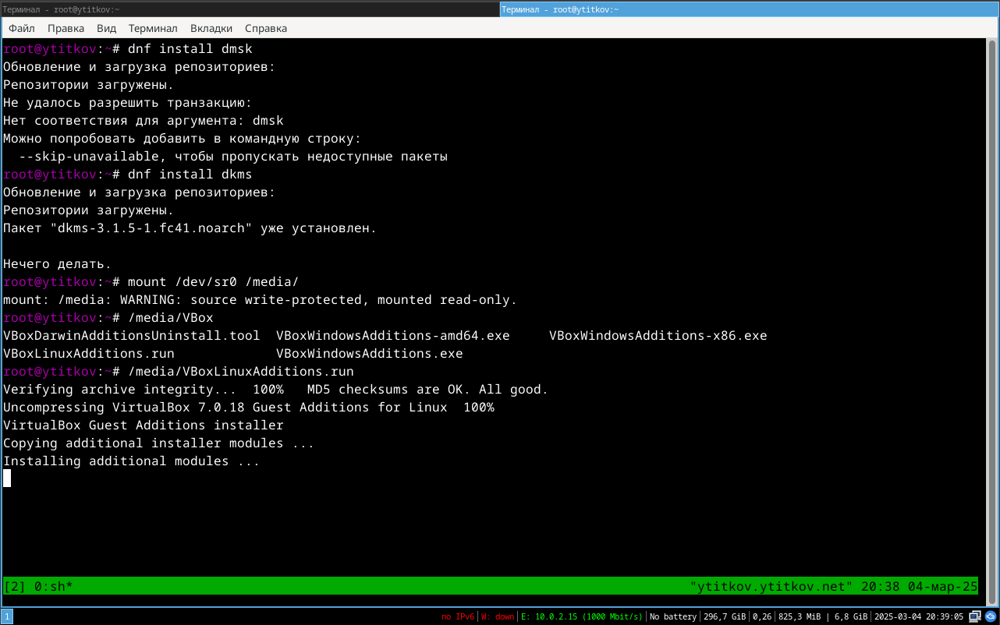 Терминал - root@ytitkov:~
Терминал - root@ytitkov:~
Файл Правка Вид Терминал Вкладки Справка
root@ytitkov:~# dnf install dmsk
Обновление и загрузка репозиториев:
Репозитории загружены.
Не удалось разрешить транзакцию:
Нет соответствия для аргумента: dmsk
Можно попробовать добавить в командную строку:
  --skip-unavailable, чтобы пропускать недоступные пакеты
root@ytitkov:~# dnf install dkms
Обновление и загрузка репозиториев:
Репозитории загружены.
Пакет "dkms-3.1.5-1.fc41.noarch" уже установлен.

Нечего делать.
root@ytitkov:~# mount /dev/sr0 /media/
mount: /media: WARNING: source write-protected, mounted read-only.
root@ytitkov:~# /media/VBox
VBoxDarwinAdditionsUninstall.tool  VBoxWindowsAdditions-amd64.exe     VBoxWindowsAdditions-x86.exe
VBoxLinuxAdditions.run             VBoxWindowsAdditions.exe
root@ytitkov:~# /media/VBoxLinuxAdditions.run
Verifying archive integrity...  100%   MD5 checksums are OK. All good.
Uncompressing VirtualBox 7.0.18 Guest Additions for Linux  100%
VirtualBox Guest Additions installer
Copying additional installer modules ...
Installing additional modules ...
[2] 0:sh* "ytitkov.ytitkov.net" 20:38 04-мар-25
1 no IPv6 | W: down | E: 10.0.2.15 (1000 Mbit/s) | No battery | 296,7 GiB | 0,26 | 825,3 MiB | 6,8 GiB | 2025-03-04 20:39:05